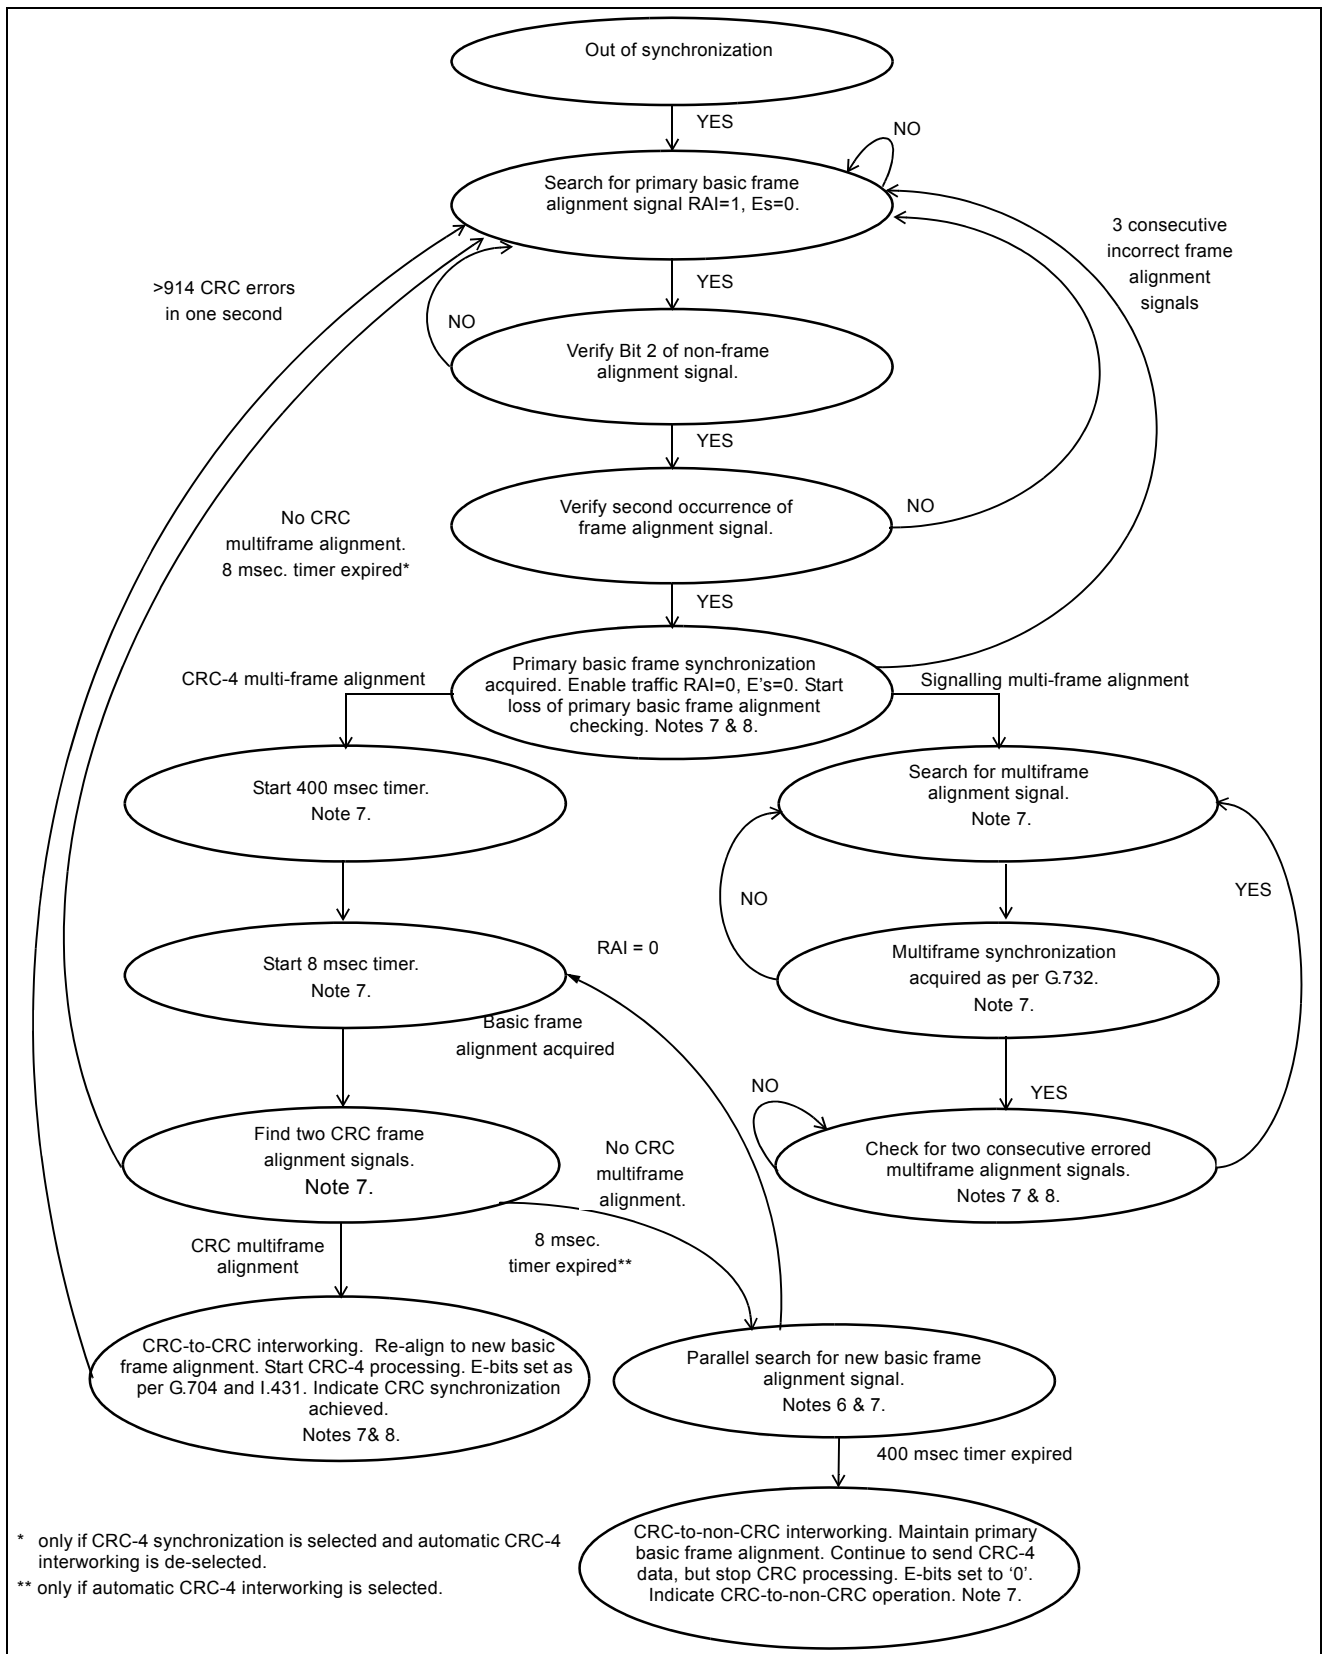 Out of synchronization
YES
NO
Search for primary basic frame
alignment signal RAI=1, Es=0.
3 consecutive
incorrect frame
alignment
signals
YES
>914 CRC errors
in one second
NO
Verify Bit 2 of non-frame
alignment signal.
YES
Verify second occurrence of
frame alignment signal.
NO
No CRC
multiframe alignment.
8 msec. timer expired*
YES
CRC-4 multi-frame alignment
Primary basic frame synchronization
acquired. Enable traffic RAI=0, E's=0. Start
loss of primary basic frame alignment
checking. Notes 7 & 8.
Signalling multi-frame alignment
Start 400 msec timer.
Note 7.
Search for multiframe
alignment signal.
Note 7.
NO
YES
Start 8 msec timer.
Note 7.
RAI = 0
Basic frame
alignment acquired
Multiframe synchronization
acquired as per G.732.
Note 7.
NO
YES
Find two CRC frame
alignment signals.
Note 7.
No CRC
multiframe
alignment.
Check for two consecutive errored
multiframe alignment signals.
Notes 7 & 8.
CRC multiframe
alignment
8 msec.
timer expired**
CRC-to-CRC interworking. Re-align to new basic
frame alignment. Start CRC-4 processing. E-bits set as
per G.704 and I.431. Indicate CRC synchronization
achieved.
Notes 7& 8.
Parallel search for new basic frame
alignment signal.
Notes 6 & 7.
400 msec timer expired
CRC-to-non-CRC interworking. Maintain primary
basic frame alignment. Continue to send CRC-4
data, but stop CRC processing. E-bits set to ‘0’.
Indicate CRC-to-non-CRC operation. Note 7.
* only if CRC-4 synchronization is selected and automatic CRC-4
interworking is de-selected.
** only if automatic CRC-4 interworking is selected.